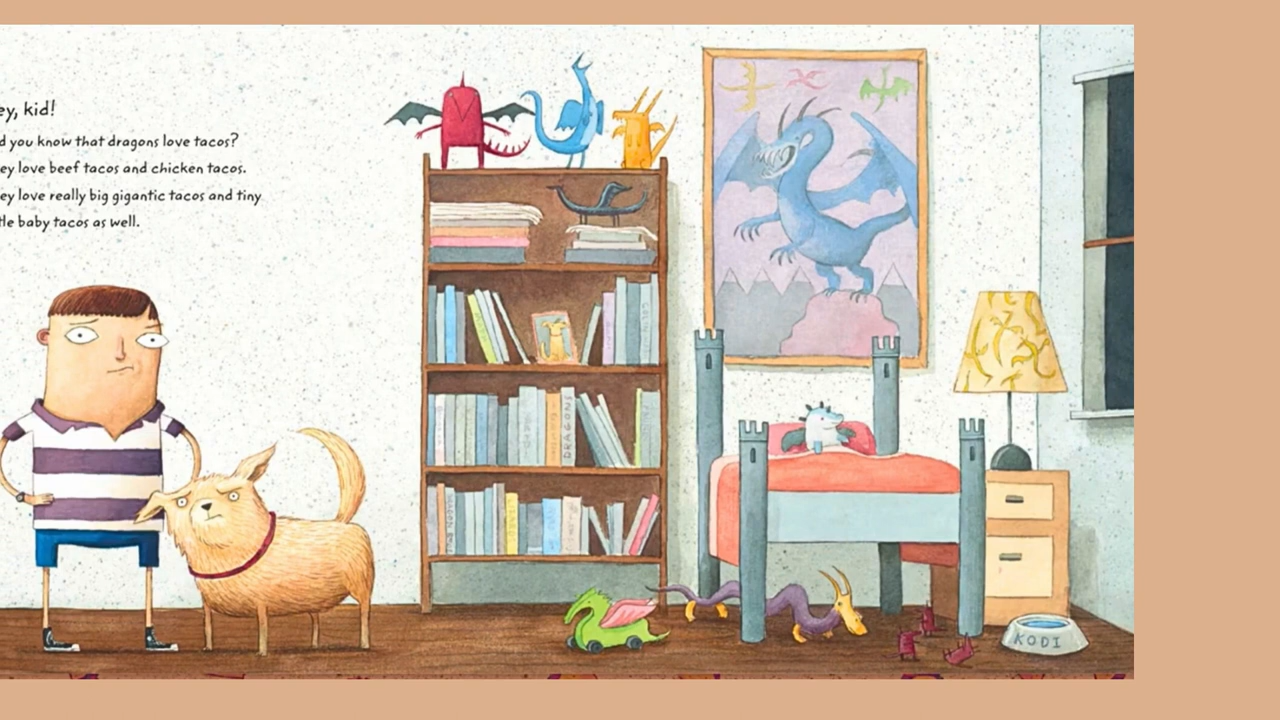 ey, kid!
d you know that dragons love tacos?
ey love beef tacos and chicken tacos.
ey love really big gigantic tacos and tiny
tle baby tacos as well.
DRAGONS
KODI